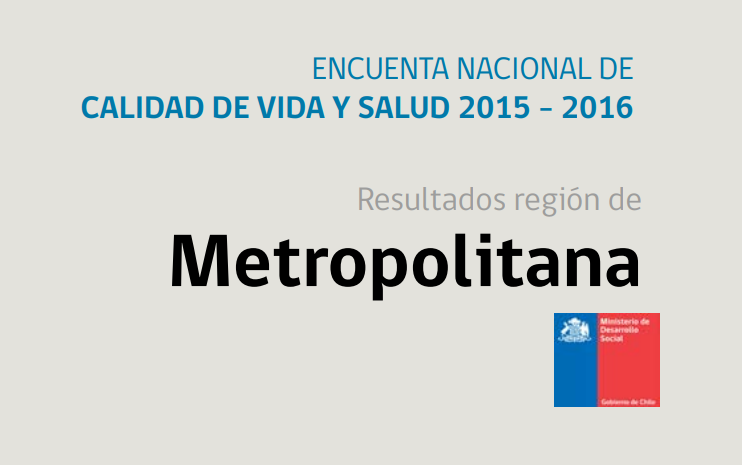 ENCUENTA NACIONAL DE
CALIDAD DE VIDA Y SALUD 2015 – 2016
Resultados región de
Metropolitana
Ministerio de
Desarrollo
Social
Gobierno de Chile